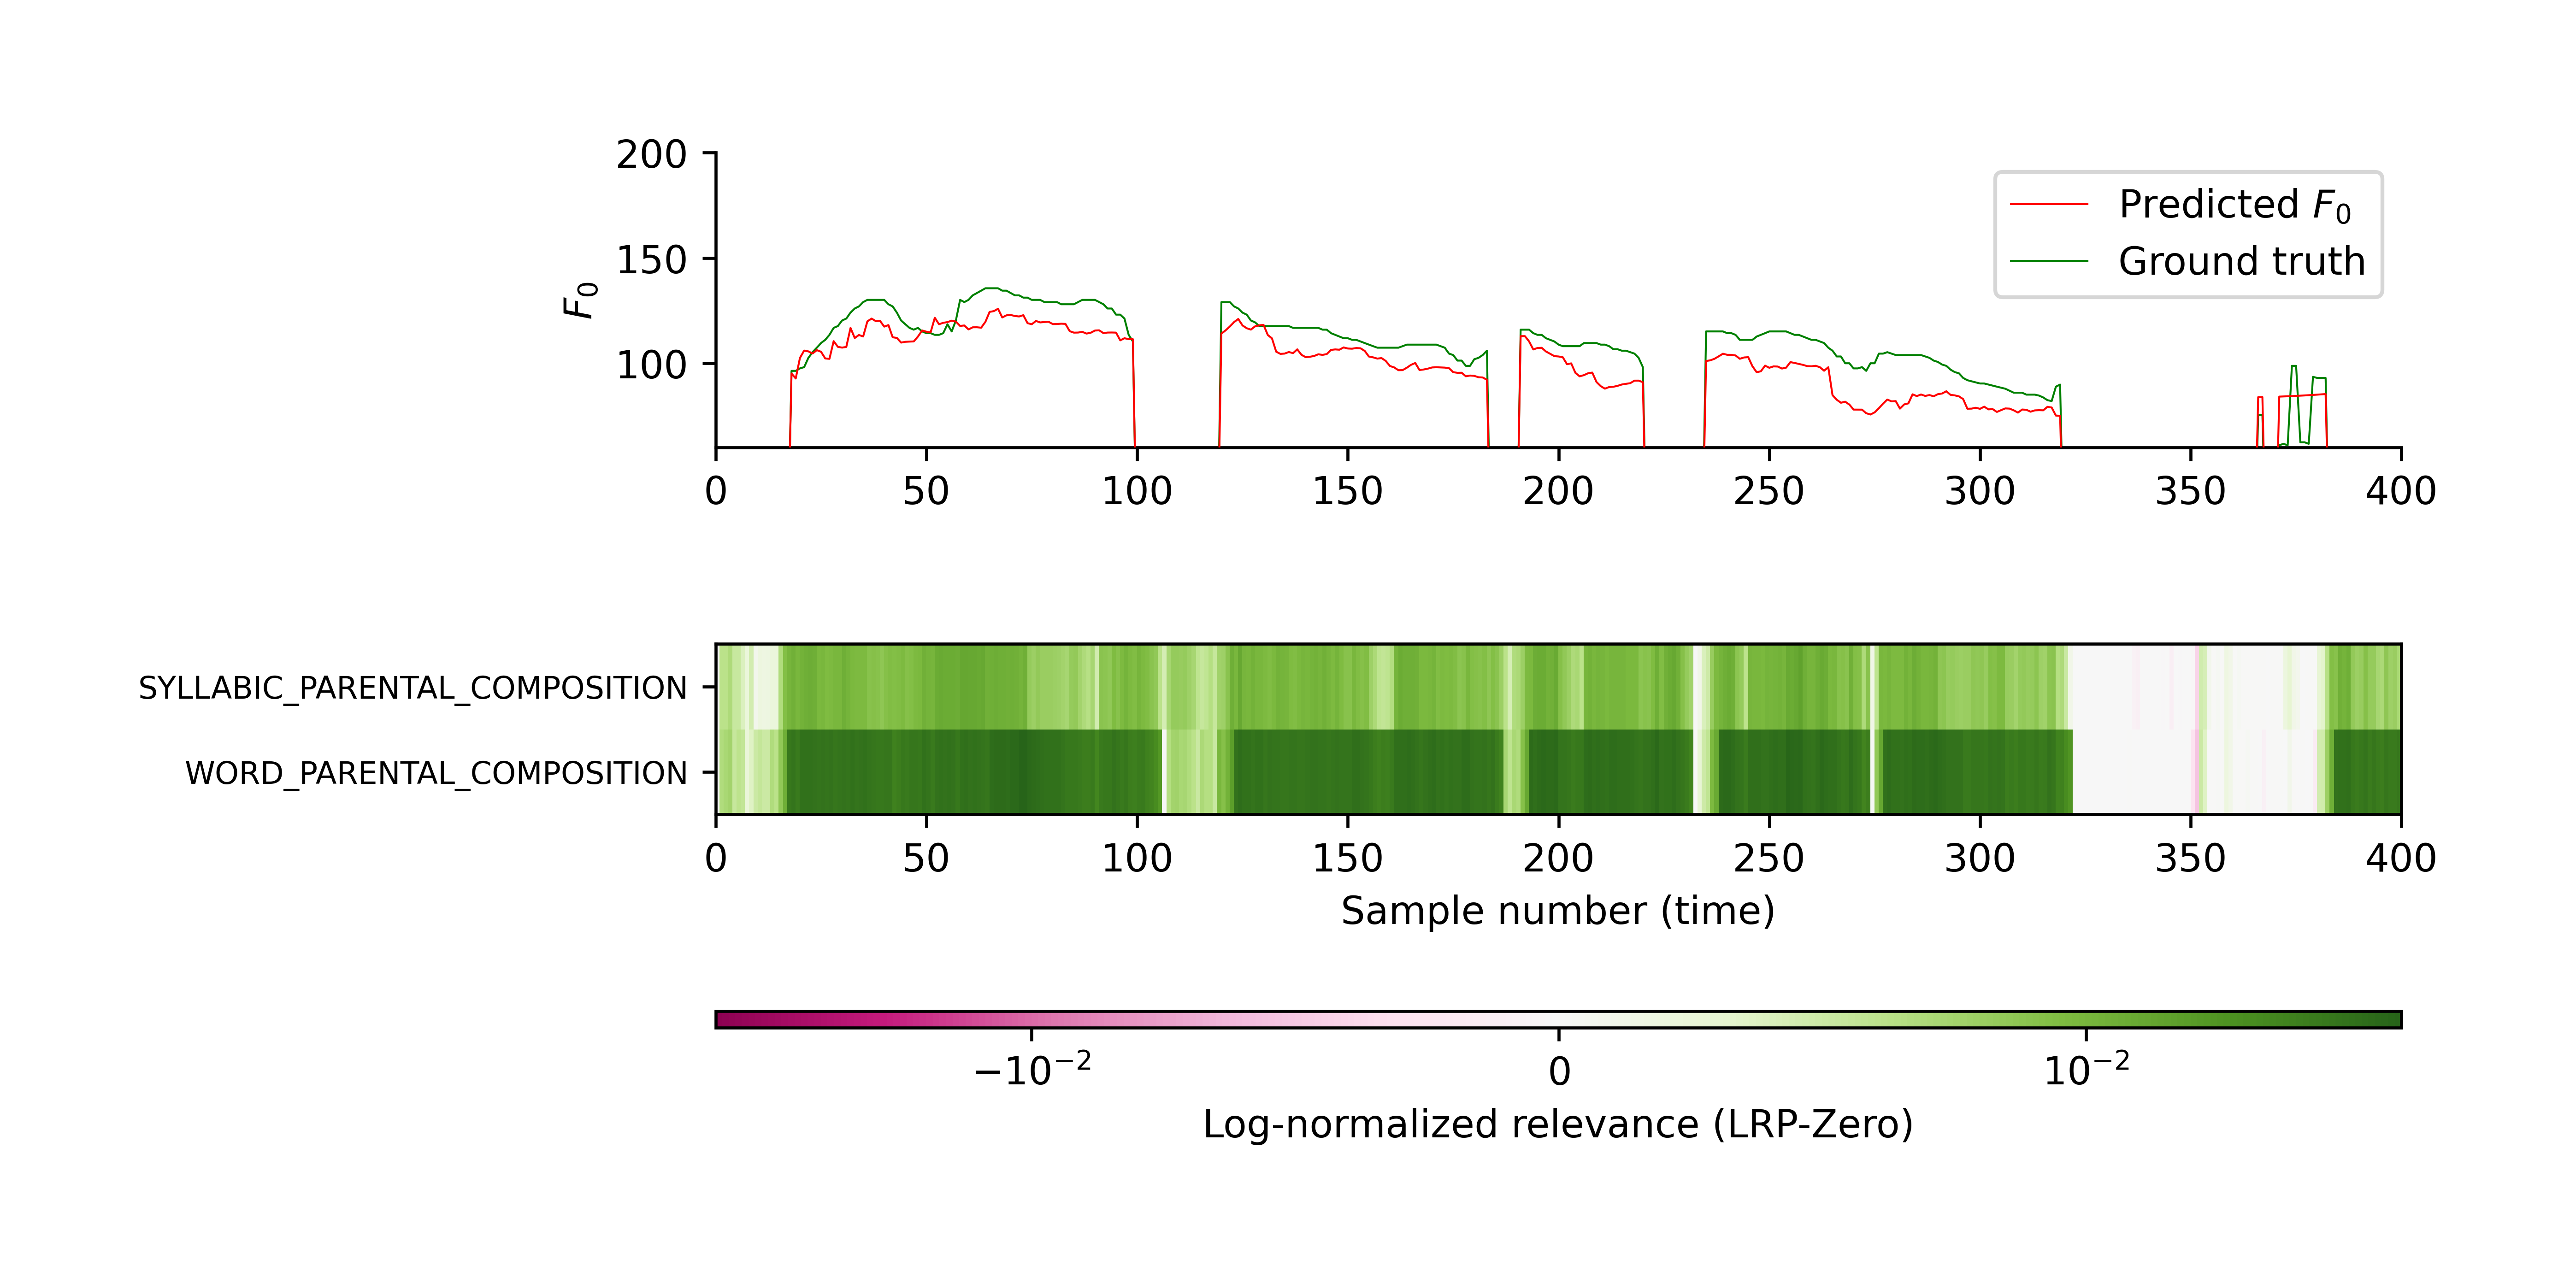 200
150
100
F₀
Predicted F₀
Ground truth
0 50 100 150 200 250 300 350 400
SYLLABIC_PARENTAL_COMPOSITION
WORD_PARENTAL_COMPOSITION
0 50 100 150 200 250 300 350 400
Sample number (time)
−10⁻² 0 10⁻²
Log-normalized relevance (LRP-Zero)